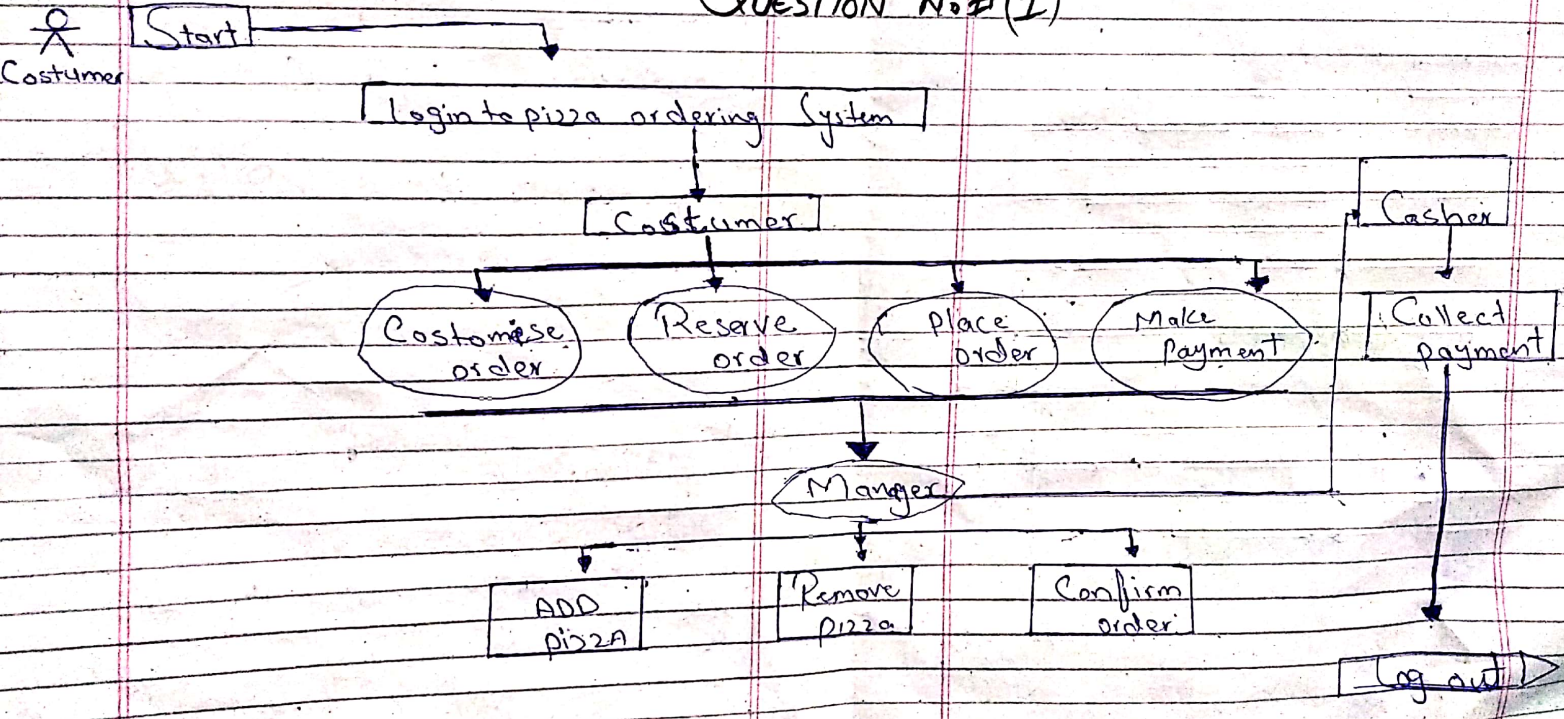 QUESTION No# (1)
Start
Costumer
Login to pizza ordering System
Costumer
Casher
Costomise
order
Reserve
order
place
order
Make
Payment
Collect
payment
Manger
ADD
pizzA
Remove
pizza
Confirm
order
Log out